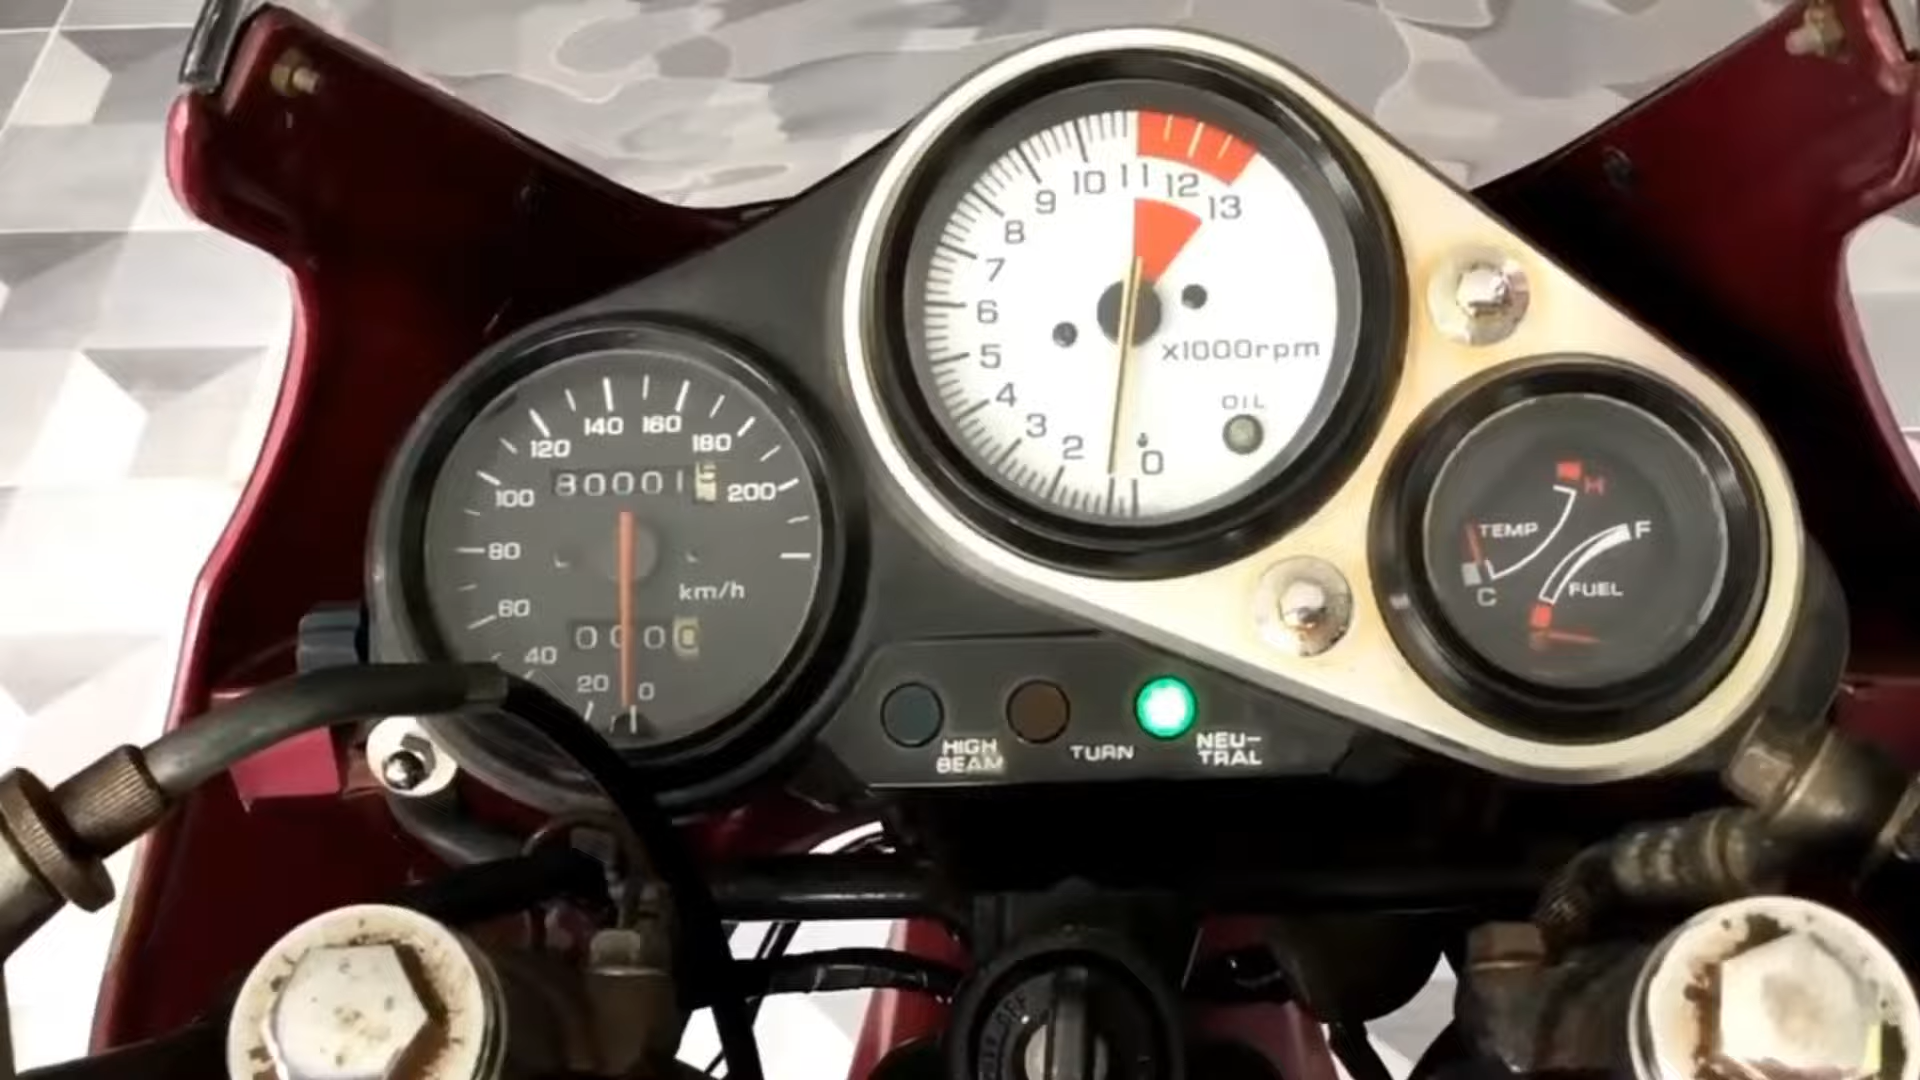 10 11 12 13
9
8
7
6
5
4
3
2
0
x1000rpm
OIL
140 160
120 180
100 200
80
60
40
20 0
km/h
000
H
TEMP
C
F
FUEL
HIGH
BEAM
TURN
NEU-
TRAL